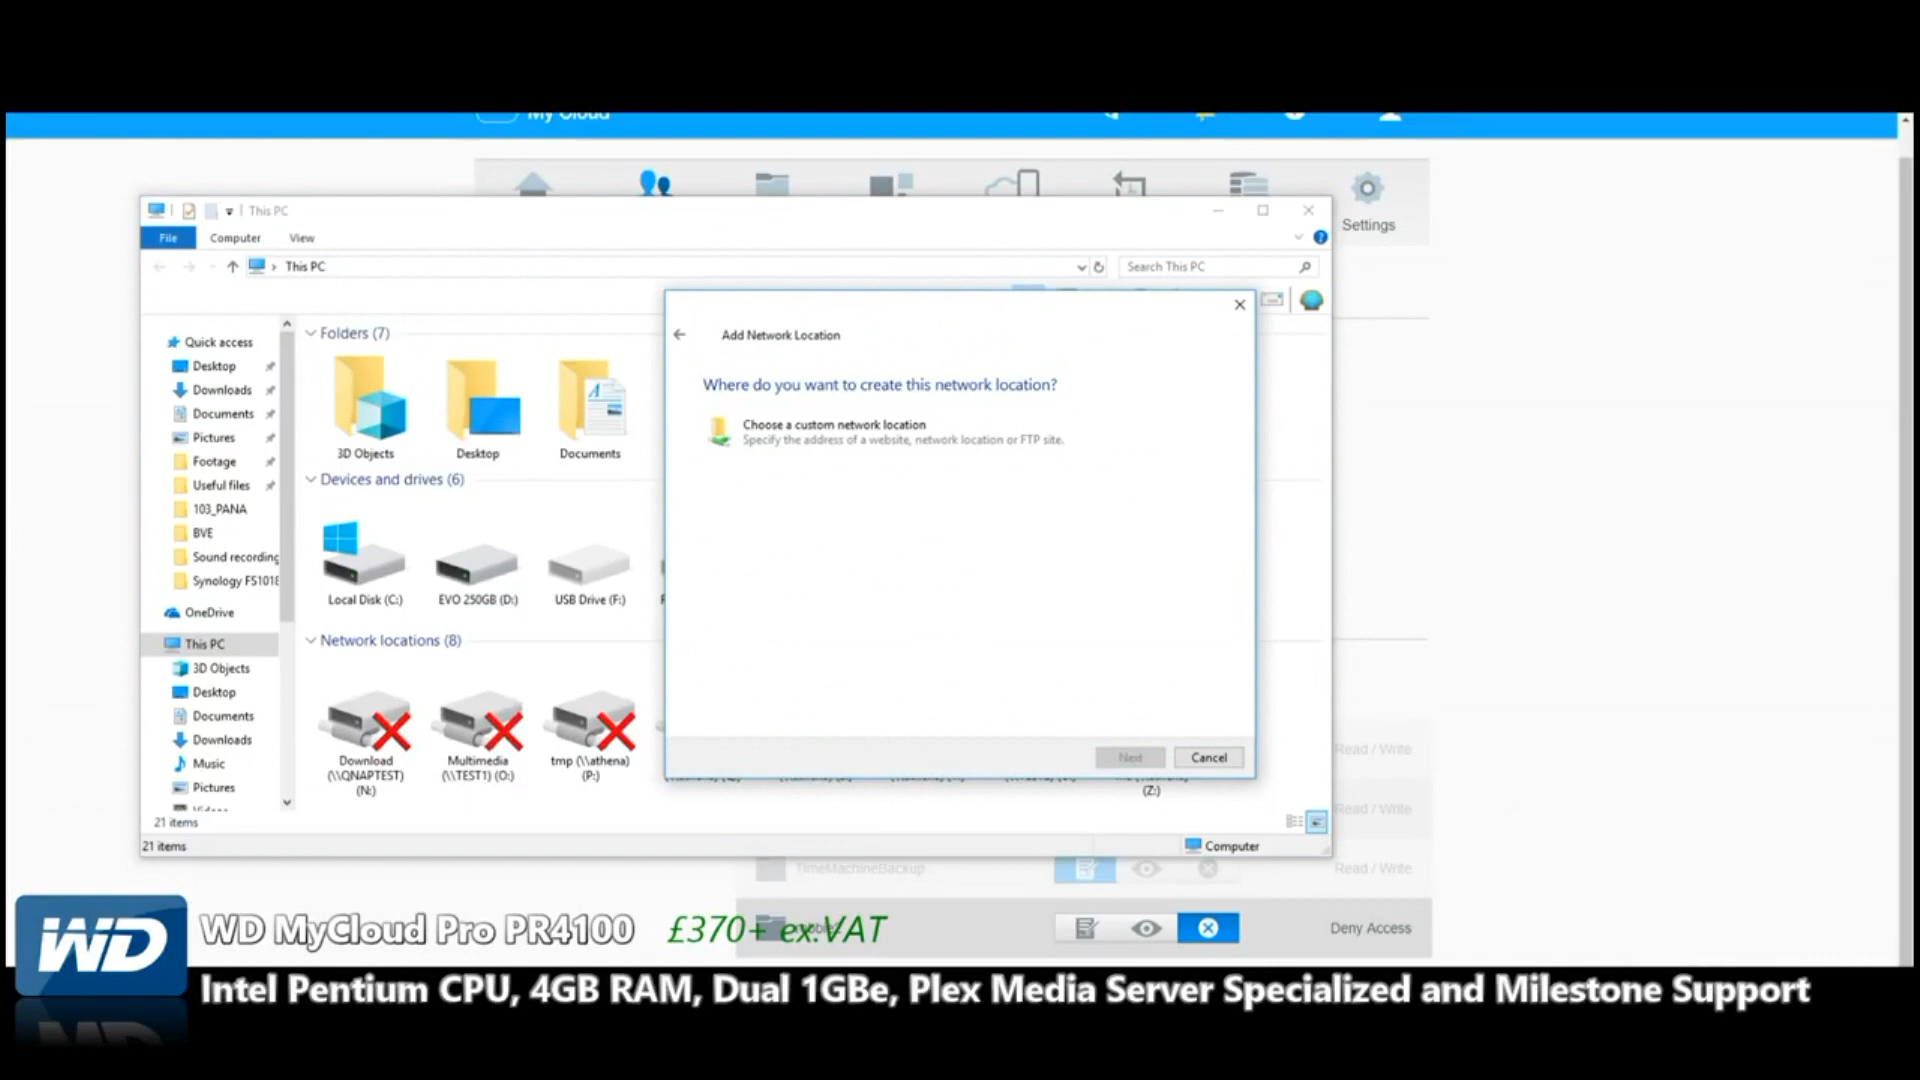 My Cloud
Settings
This PC
File Computer View
This PC
Search This PC
Quick access
Desktop
Downloads
Documents
Pictures
Footage
Useful files
103_PANA
BVE
Sound recording
Synology FS1018
OneDrive
This PC
3D Objects
Desktop
Documents
Downloads
Music
Pictures
Videos
21 items
21 items
Folders (7)
3D Objects
Desktop
Documents
Devices and drives (6)
Local Disk (C:)
EVO 250GB (D:)
USB Drive (F:)
Network locations (8)
Download
(\\QNAPTEST)
(N:)
Multimedia
(\\TEST1) (O:)
tmp (\\athena)
(P:)
(Z:)
Add Network Location
Where do you want to create this network location?
Choose a custom network location
Specify the address of a website, network location or FTP site.
Next
Cancel
Computer
Read / Write
Read / Write
TimeMachineBackup
Read / Write
Deny Access
WD
WD MyCloud Pro PR4100 £370+ ex.VAT
Intel Pentium CPU, 4GB RAM, Dual 1GBe, Plex Media Server Specialized and Milestone Support